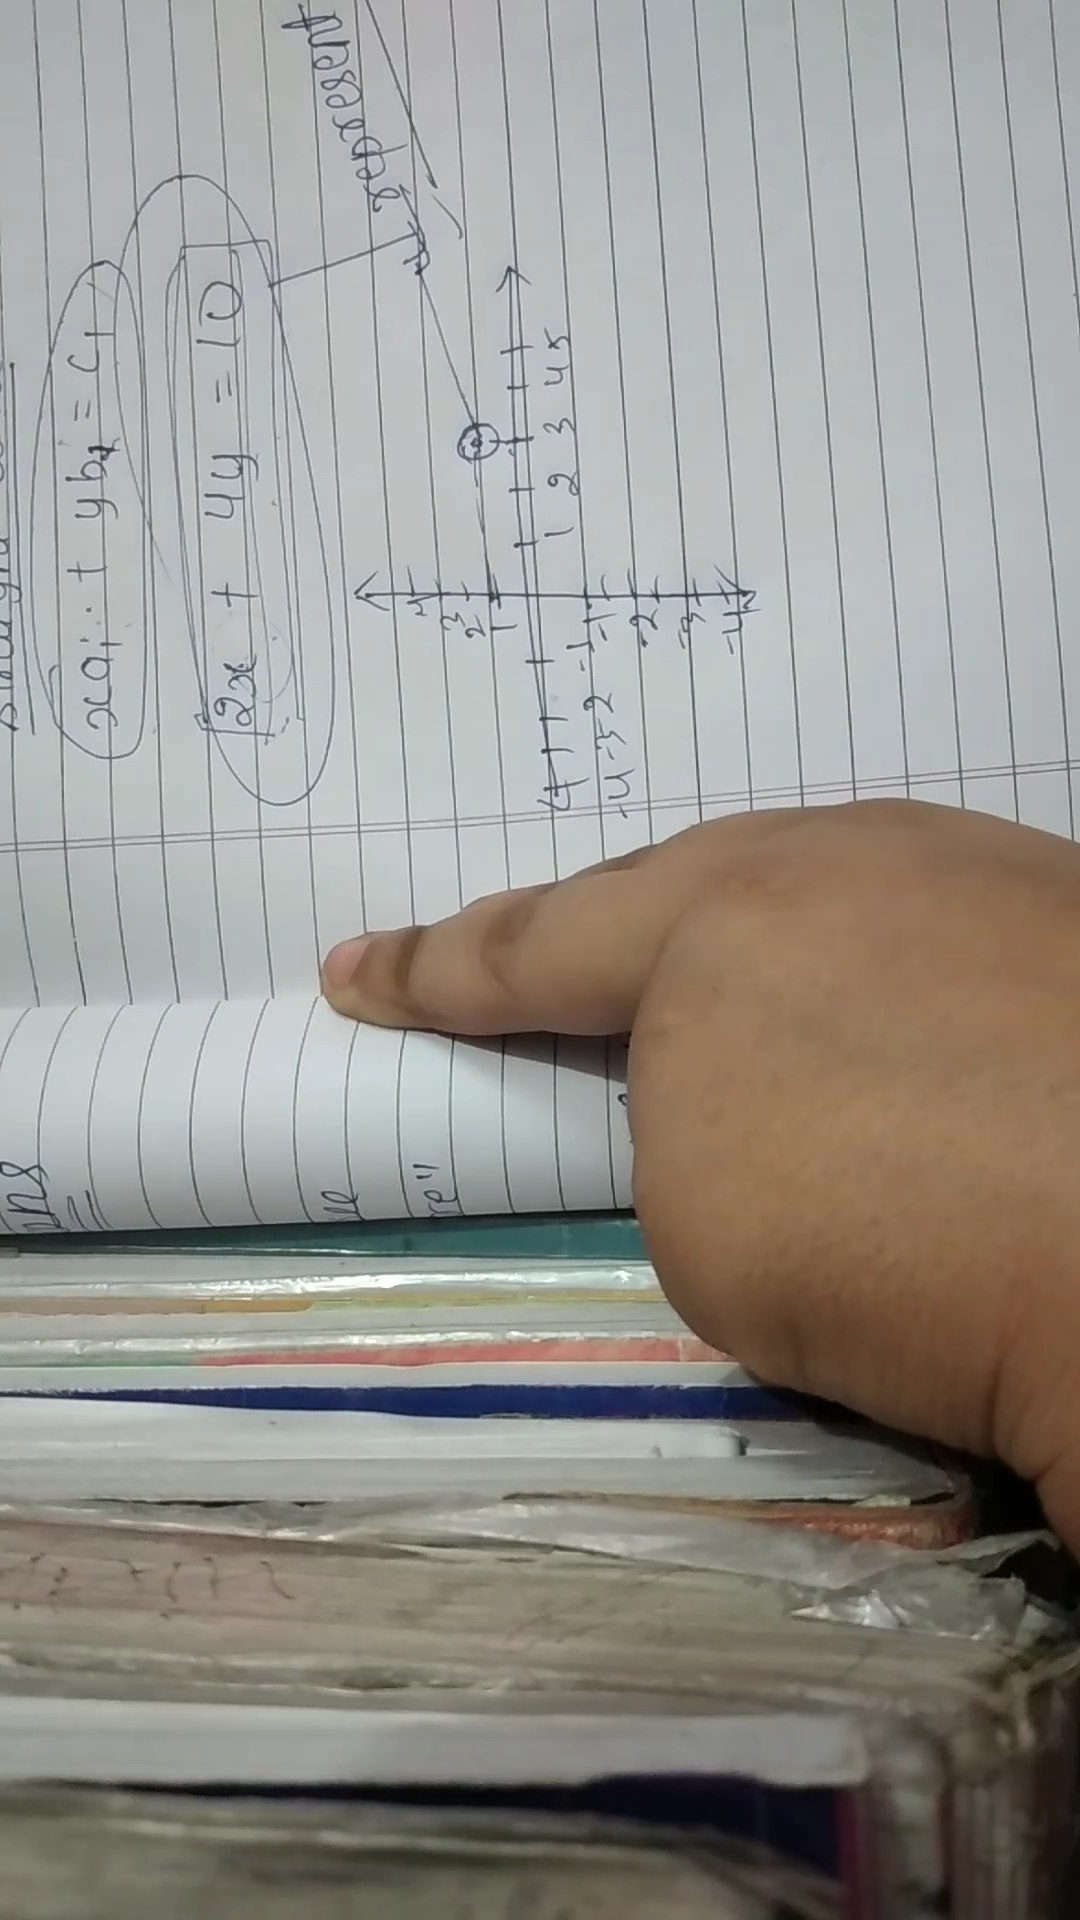 xa₁ + yb₁ = c₁
2x + 4y = 10
represent
4
3
2
1
1 2 3 4 5
-4 -3 -2 -1
-1
-2
-3
-4